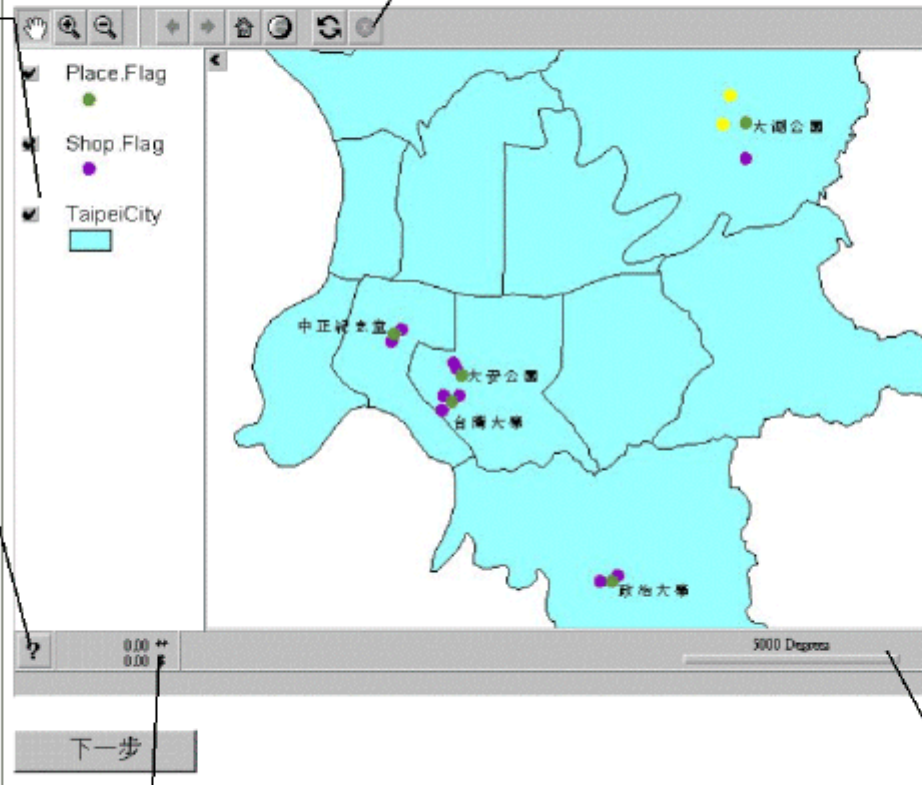 Place.Flag
Shop.Flag
TaipeiCity
大湖公園
中正紀念堂
大安公園
台灣大學
政治大學
?
0.00
0.00
5000 Degrees
下一步